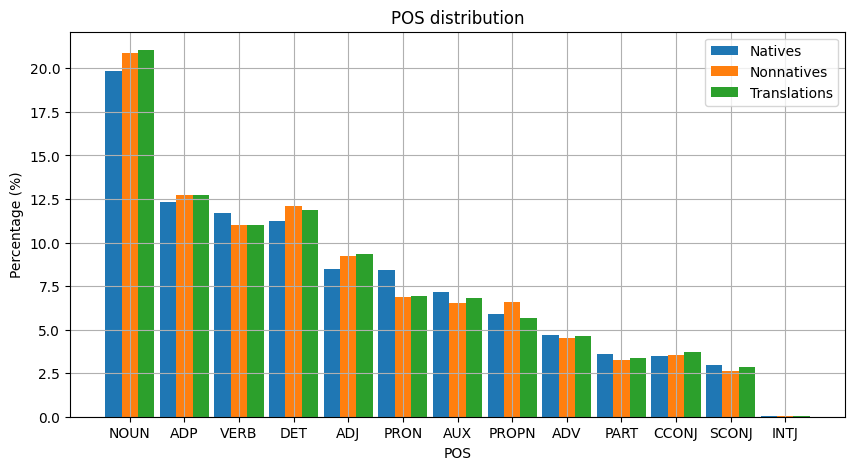 POS distribution
Natives
Nonnatives
Translations
Percentage (%)
20.0
17.5
15.0
12.5
10.0
7.5
5.0
2.5
0.0
NOUN ADP VERB DET ADJ PRON AUX PROPN ADV PART CCONJ SCONJ INTJ
POS